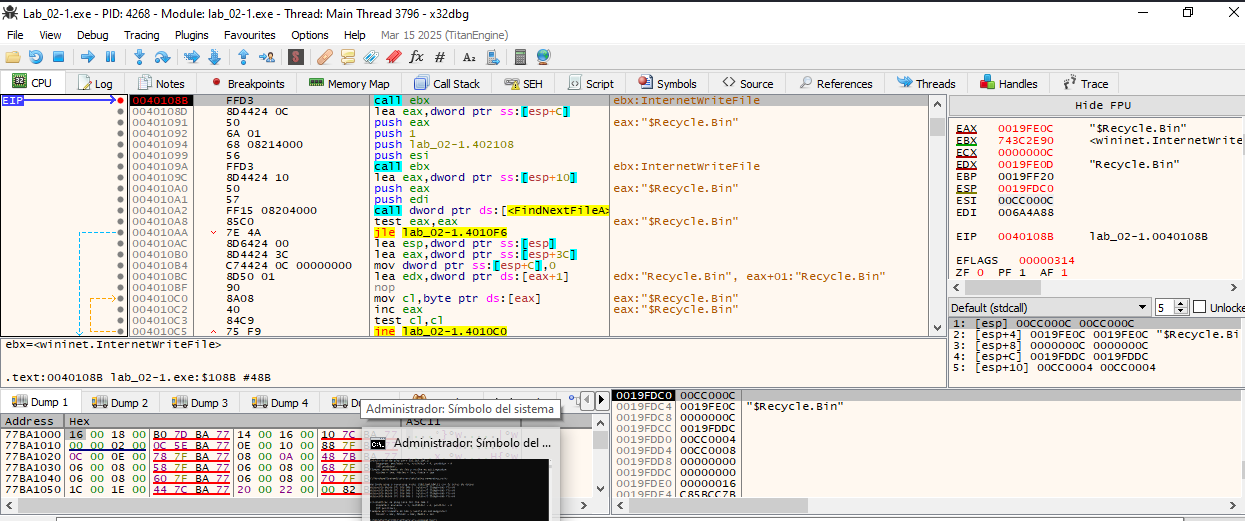 Lab_02-1.exe - PID: 4268 - Module: lab_02-1.exe - Thread: Main Thread 3796 - x32dbg
File View Debug Tracing Plugins Favourites Options Help Mar 15 2025 (TitanEngine)
CPU Log Notes Breakpoints Memory Map Call Stack SEH Script Symbols Source References Threads Handles Trace
EIP 0040108B FFD3 call ebx ebx:InternetWriteFile
0040108D 8D4424 0C lea eax,dword ptr ss:[esp+C]
00401091 50 push eax eax:"$Recycle.Bin"
00401092 6A 01 push 1
00401094 68 08214000 push lab_02-1.402108
00401099 56 push esi
0040109A FFD3 call ebx ebx:InternetWriteFile
0040109C 8D4424 10 lea eax,dword ptr ss:[esp+10]
004010A0 50 push eax eax:"$Recycle.Bin"
004010A1 57 push edi
004010A2 FF15 08204000 call dword ptr ds:[<FindNextFileA>
004010A8 85C0 test eax,eax eax:"$Recycle.Bin"
004010AA 7E 4A jle lab_02-1.4010F6
004010AC 8D6424 00 lea esp,dword ptr ss:[esp]
004010B0 8D4424 3C lea eax,dword ptr ss:[esp+3C]
004010B4 C74424 0C 00000000 mov dword ptr ss:[esp+C],0
004010BC 8D50 01 lea edx,dword ptr ds:[eax+1] edx:"Recycle.Bin", eax+01:"Recycle.Bin"
004010BF 90 nop
004010C0 8A08 mov cl,byte ptr ds:[eax] eax:"$Recycle.Bin"
004010C2 40 inc eax eax:"$Recycle.Bin"
004010C3 84C9 test cl,cl
004010C5 75 F9 jne lab_02-1.4010C0
Hide FPU
EAX 0019FE0C "$Recycle.Bin"
EBX 743C2E90 <wininet.InternetWrite
ECX 0000000C
EDX 0019FE0D "Recycle.Bin"
EBP 0019FF20
ESP 0019FDC0
ESI 00CC000C
EDI 006A4A88
EIP 0040108B lab_02-1.0040108B
EFLAGS 00000314
ZF 0 PF 1 AF 1
Default (stdcall) 5 Unlocke
1: [esp] 00CC000C 00CC000C
2: [esp+4] 0019FE0C 0019FE0C "$Recycle.Bi
3: [esp+8] 0000000C 0000000C
4: [esp+C] 0019FDDC 0019FDDC
5: [esp+10] 00CC0004 00CC0004
ebx=<wininet.InternetWriteFile>
.text:0040108B lab_02-1.exe:$108B #48B
Dump 1 Dump 2 Dump 3 Dump 4 Dump 5
Administrador: Símbolo del sistema
Administrador: Símbolo del ...
Address Hex ASCII
77BA1000 16 00 18 00 B0 7D BA 77 14 00 16 00 10 7C BA 77
77BA1010 00 00 02 00 0C 5E BA 77 0E 00 10 00 88 7F
77BA1020 0C 00 0E 00 78 7F BA 77 08 00 0A 00 48 7B
77BA1030 06 00 08 00 58 7F BA 77 06 00 08 00 68 7F
77BA1040 06 00 08 00 60 7F BA 77 06 00 08 00 70 7F
77BA1050 1C 00 1E 00 44 7C BA 77 20 00 22 00 00 82
0019FDC0 00CC000C
0019FDC4 0019FE0C "$Recycle.Bin"
0019FDC8 0000000C
0019FDCC 0019FDDC
0019FDD0 00CC0004
0019FDD4 00CC0008
0019FDD8 00000000
0019FDDC 00000000
0019FDE0 00000016
0019FDE4 C85BCC7B